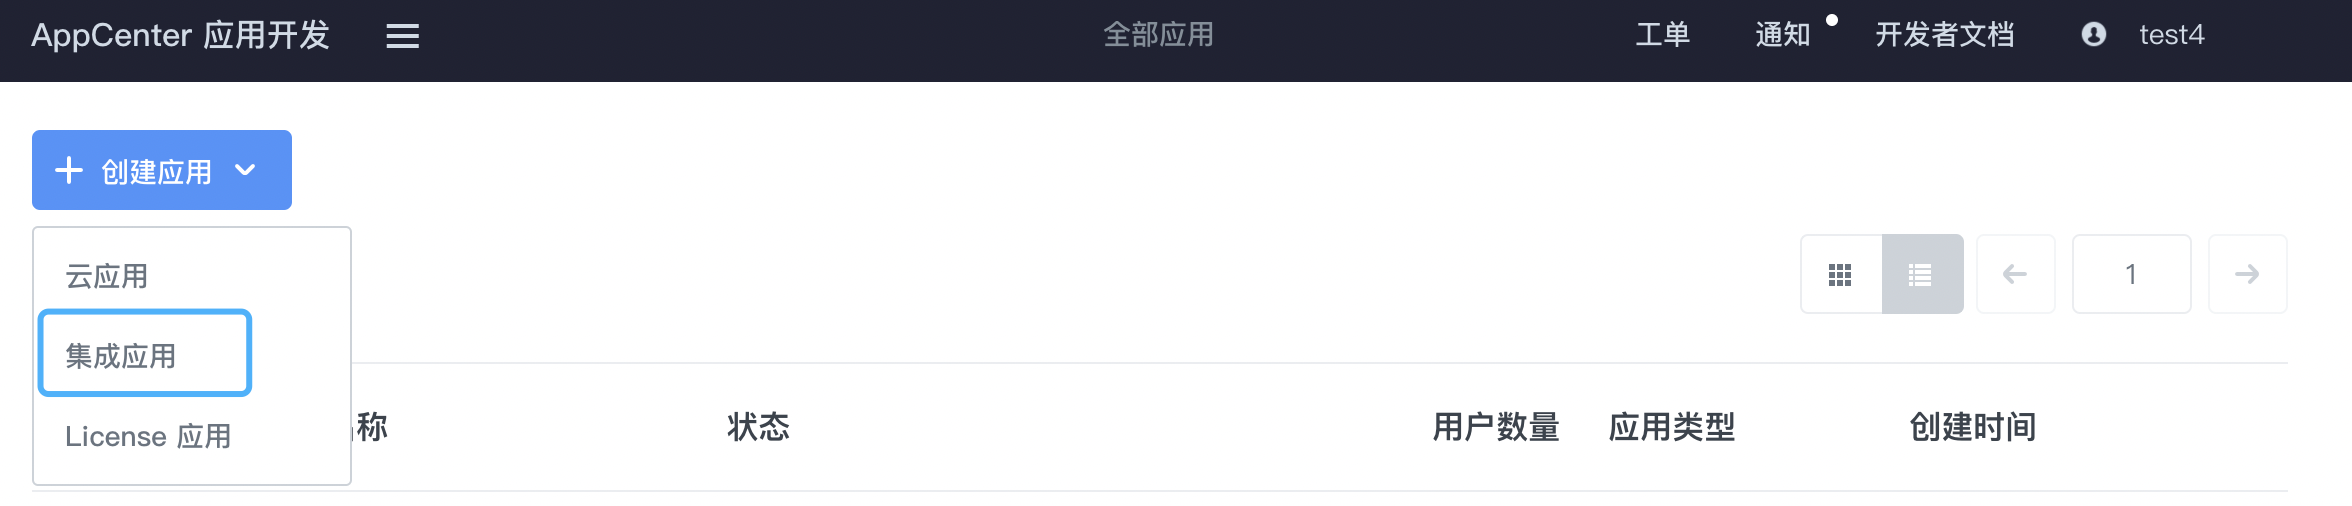 AppCenter 应用开发
全部应用
工单
通知
开发者文档
test4
创建应用
云应用
集成应用
License 应用
1
称
状态
用户数量
应用类型
创建时间